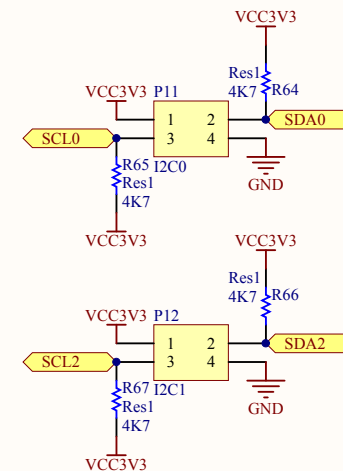 VCC3V3
Res1
4K7 R64
VCC3V3 P11
1 2 SDA0
SCL0 3 4
R65 I2C0
Res1
4K7
GND
VCC3V3
VCC3V3
Res1
4K7 R66
VCC3V3 P12
1 2 SDA2
SCL2 3 4
R67 I2C1
Res1
4K7
GND
VCC3V3